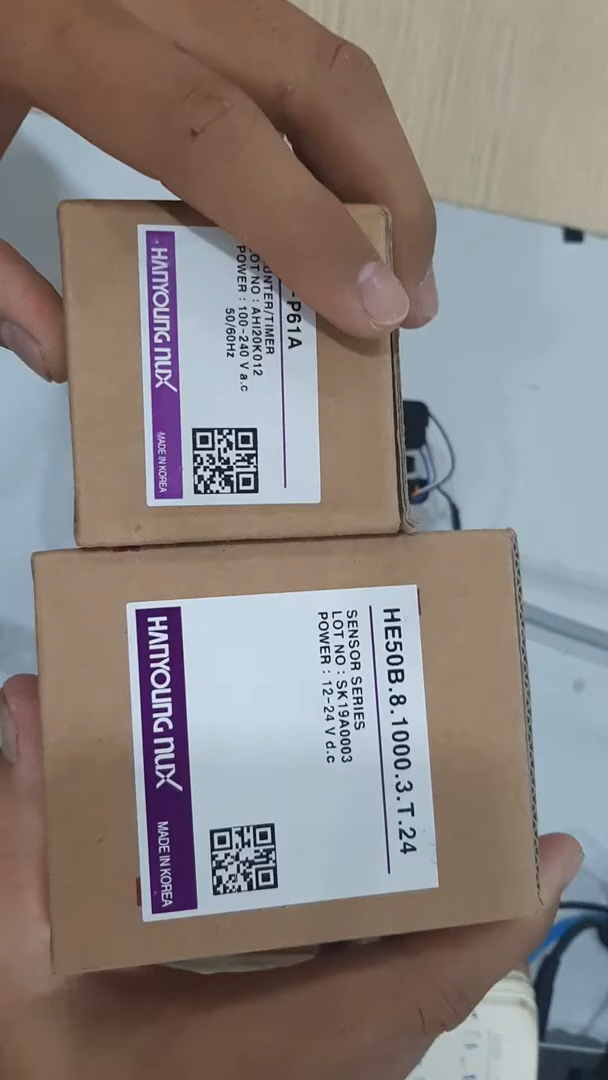 -P61A
UNTER/TIMER
LOT NO : AHI20K012
POWER : 100-240 V a.c
50/60Hz
HANYOUNG NUX
MADE IN KOREA
HE50B.8.1000.3.T.24
SENSOR SERIES
LOT NO : SK19A0003
POWER : 12-24 V d.c
HANYOUNG NUX
MADE IN KOREA